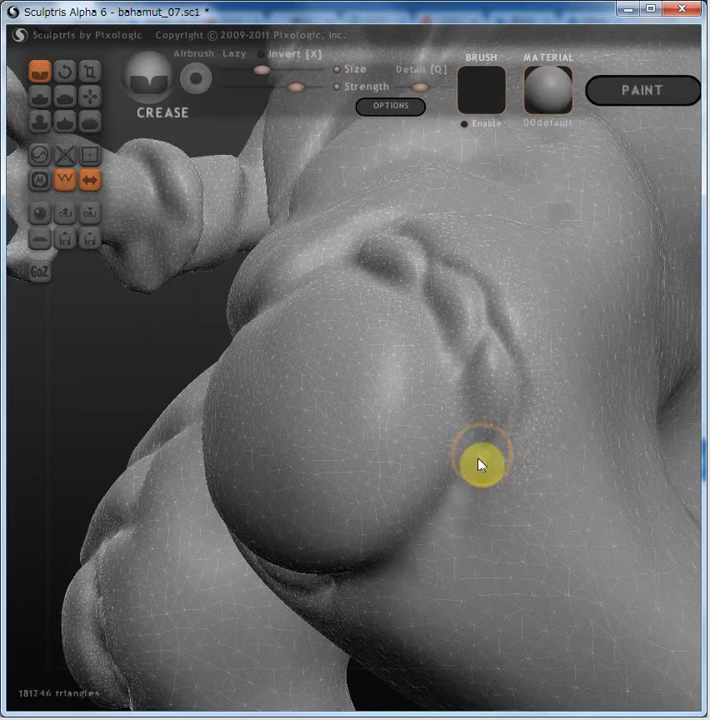 Sculptris Alpha 6 - bahamut_07.sc1 *
Sculptris by Pixologic Copyright © 2009-2011 Pixologic, Inc.
Airbrush Lazy Invert [X]
Size
Detail [Q]
Strength
OPTIONS
CREASE
BRUSH
Enable
MATERIAL
00default
PAINT
GoZ
181246 triangles